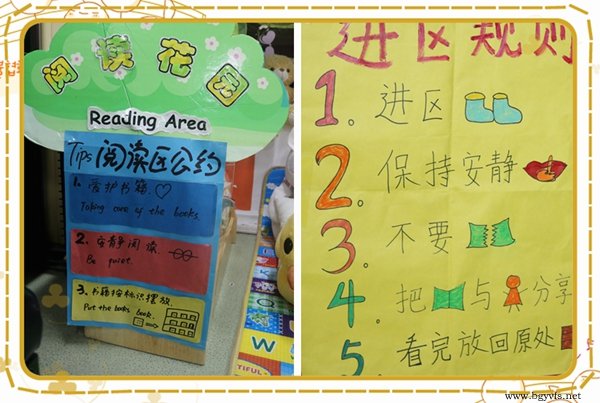 阅读花园
Reading Area
Tips 阅读区公约
1. 爱护书籍
Taking care of the books.
2. 安静阅读.
Be quiet.
3. 书籍按标识摆放.
Put the books book.
进区规则
1. 进区
2. 保持安静
3. 不要
4. 把与分享
5. 看完放回原处
www.bgyvfs.net